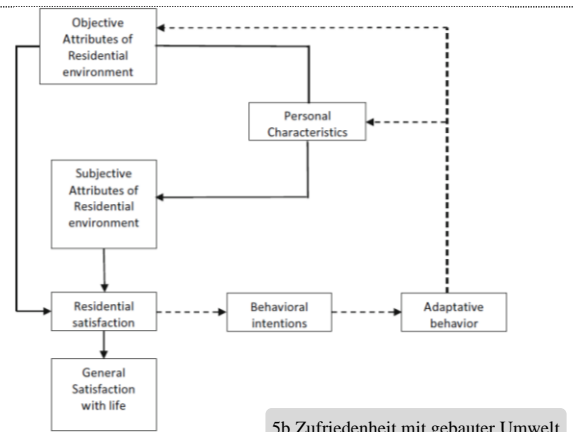 Objective
Attributes of
Residential
environment
Personal
Characteristics
Subjective
Attributes of
Residential
environment
Residential
satisfaction
Behavioral
intentions
Adaptative
behavior
General
Satisfaction
with life
5b Zufriedenheit mit gebauter Umwelt